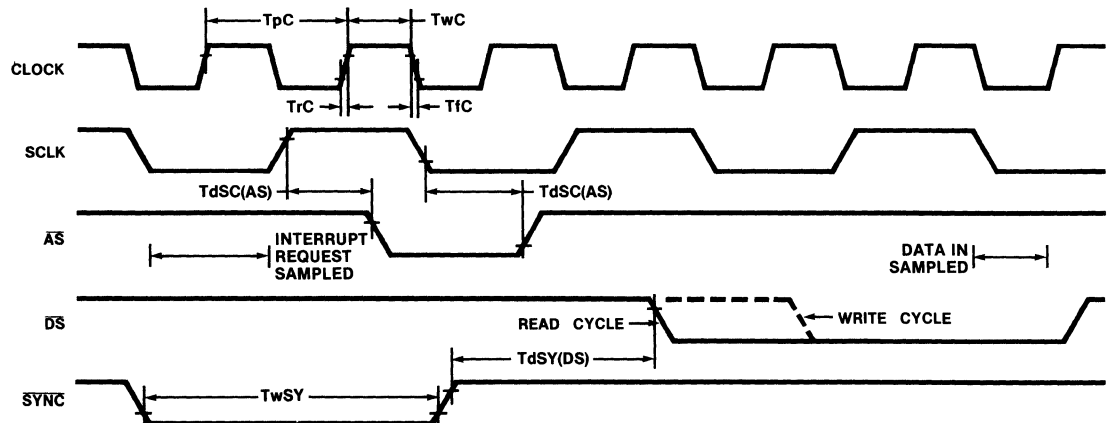 TpC TwC
CLOCK
TrC TfC
SCLK
TdSC(AS) TdSC(AS)
AS
INTERRUPT
REQUEST
SAMPLED
DATA IN
SAMPLED
DS
READ CYCLE
WRITE CYCLE
TdSY(DS)
TwSY
SYNC